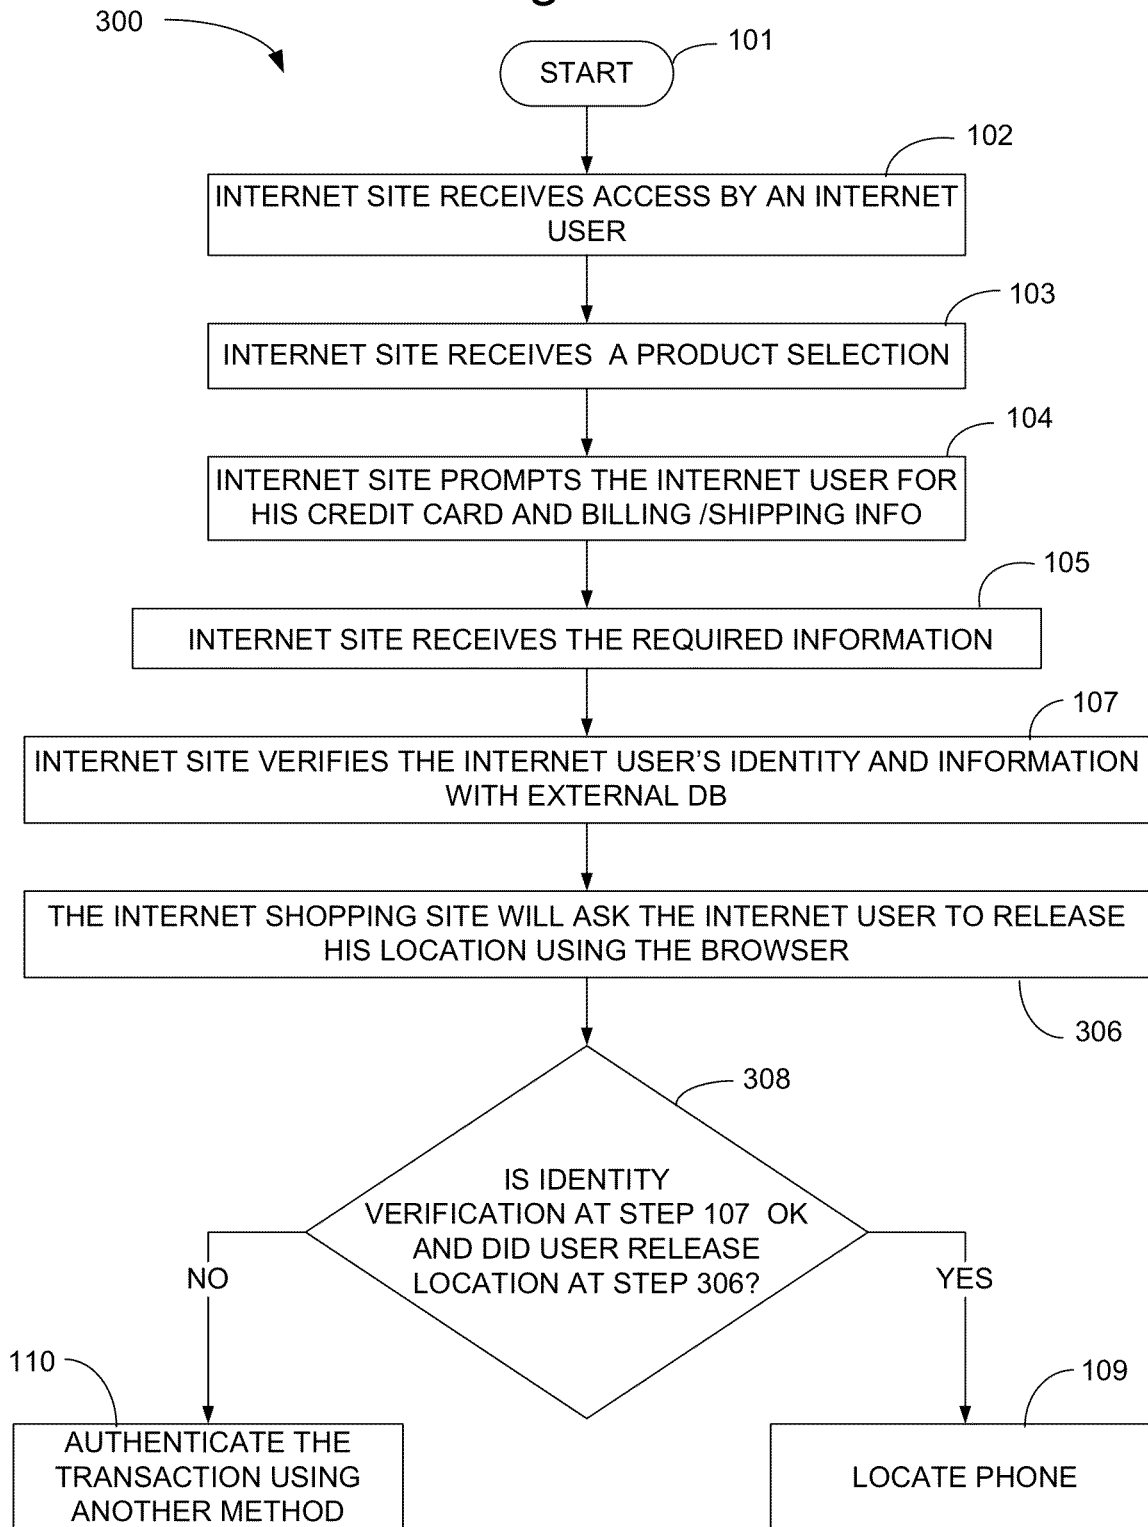 300
START
101
102
INTERNET SITE RECEIVES ACCESS BY AN INTERNET
USER
103
INTERNET SITE RECEIVES A PRODUCT SELECTION
104
INTERNET SITE PROMPTS THE INTERNET USER FOR
HIS CREDIT CARD AND BILLING /SHIPPING INFO
105
INTERNET SITE RECEIVES THE REQUIRED INFORMATION
107
INTERNET SITE VERIFIES THE INTERNET USER'S IDENTITY AND INFORMATION
WITH EXTERNAL DB
THE INTERNET SHOPPING SITE WILL ASK THE INTERNET USER TO RELEASE
HIS LOCATION USING THE BROWSER
306
308
IS IDENTITY
VERIFICATION AT STEP 107 OK
AND DID USER RELEASE
LOCATION AT STEP 306?
NO
YES
110
109
AUTHENTICATE THE
TRANSACTION USING
ANOTHER METHOD
LOCATE PHONE